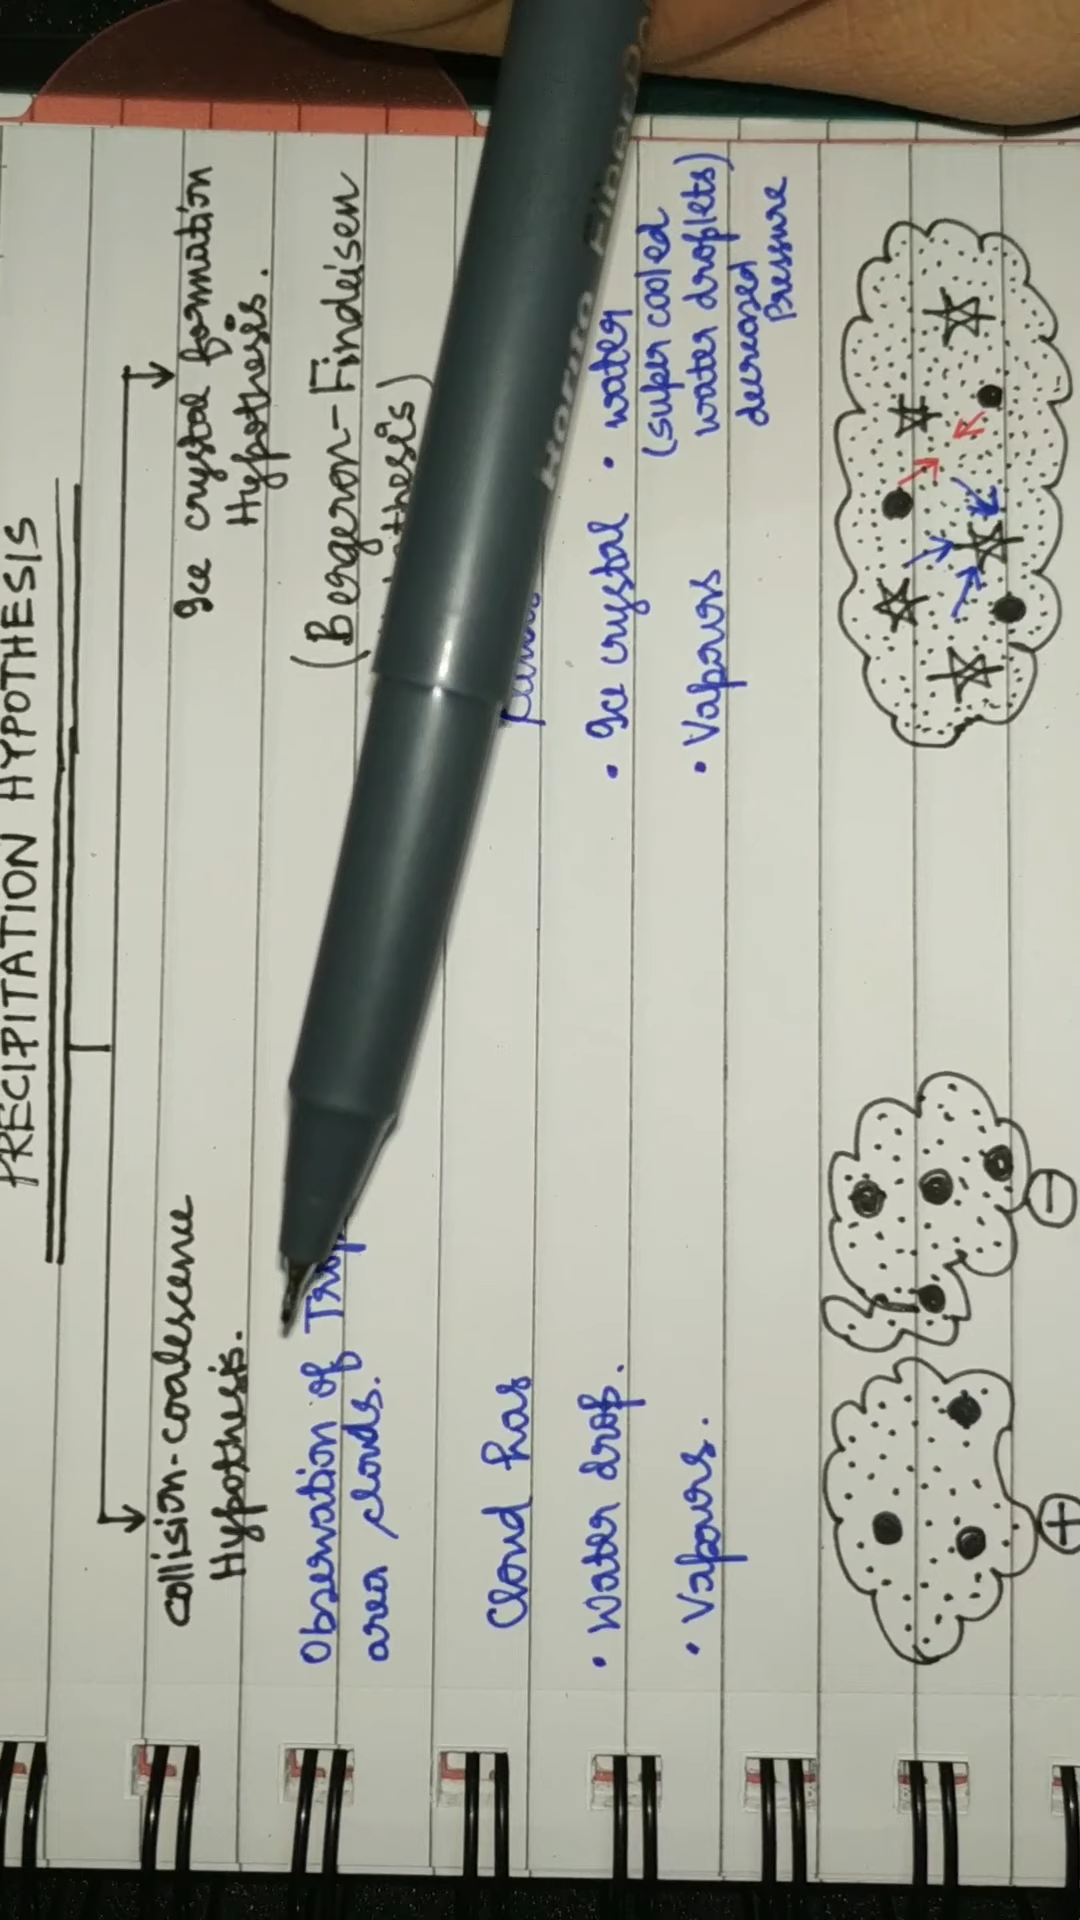 PRECIPITATION HYPOTHESIS
Collision-coalescence
Hypothesis.
Observation of
area clouds.
Cloud has
• Water drop.
• Vapours.
+
−
Ice crystal formation
Hypothesis.
(Bergeron-Findeisen
• Ice crystal • water
(super cooled
water droplets)
• Vapours
decreased
Pressure